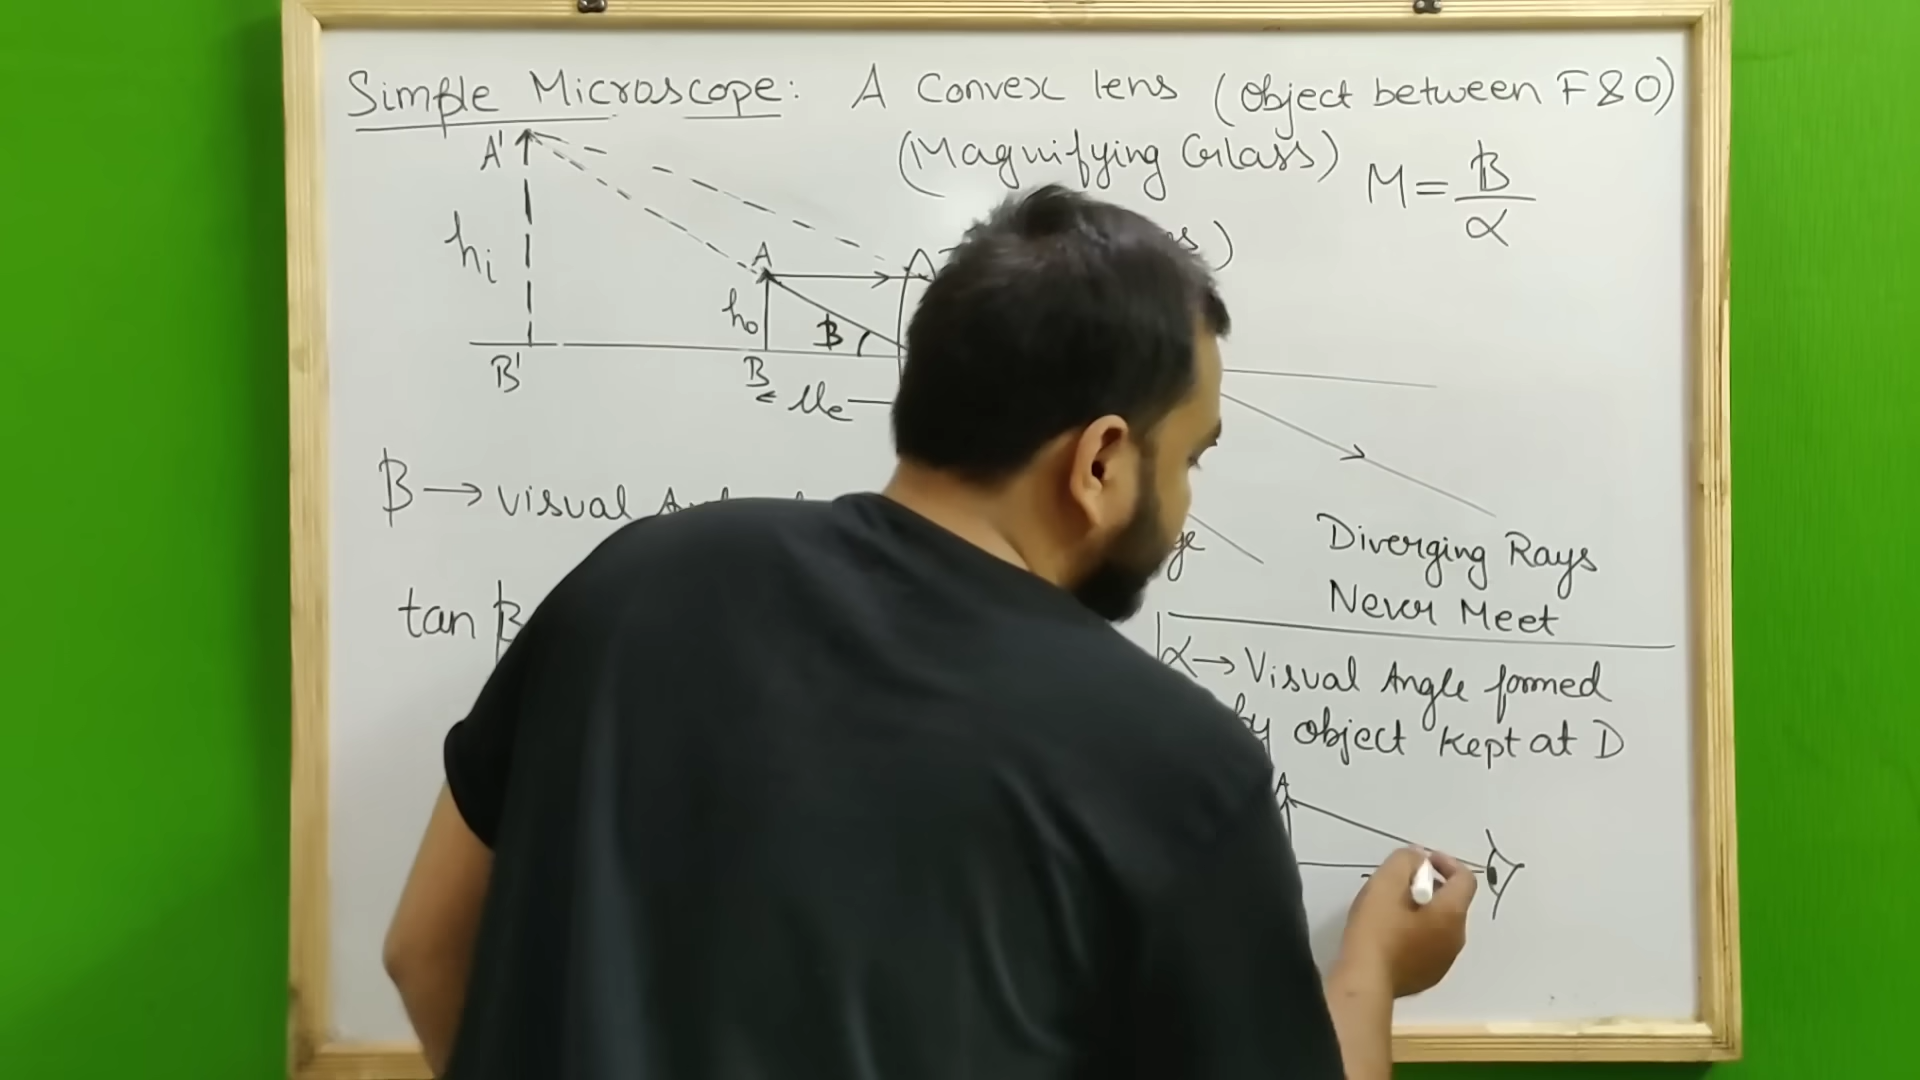 Simple Microscope: A Convex lens (object between F & O)
(Magnifying Glass)
M = β/α
A'
hi
A
ho
β
B'
B
ue
β → visual
tan β
Diverging Rays
Never Meet
α → Visual Angle formed
by object kept at D
A